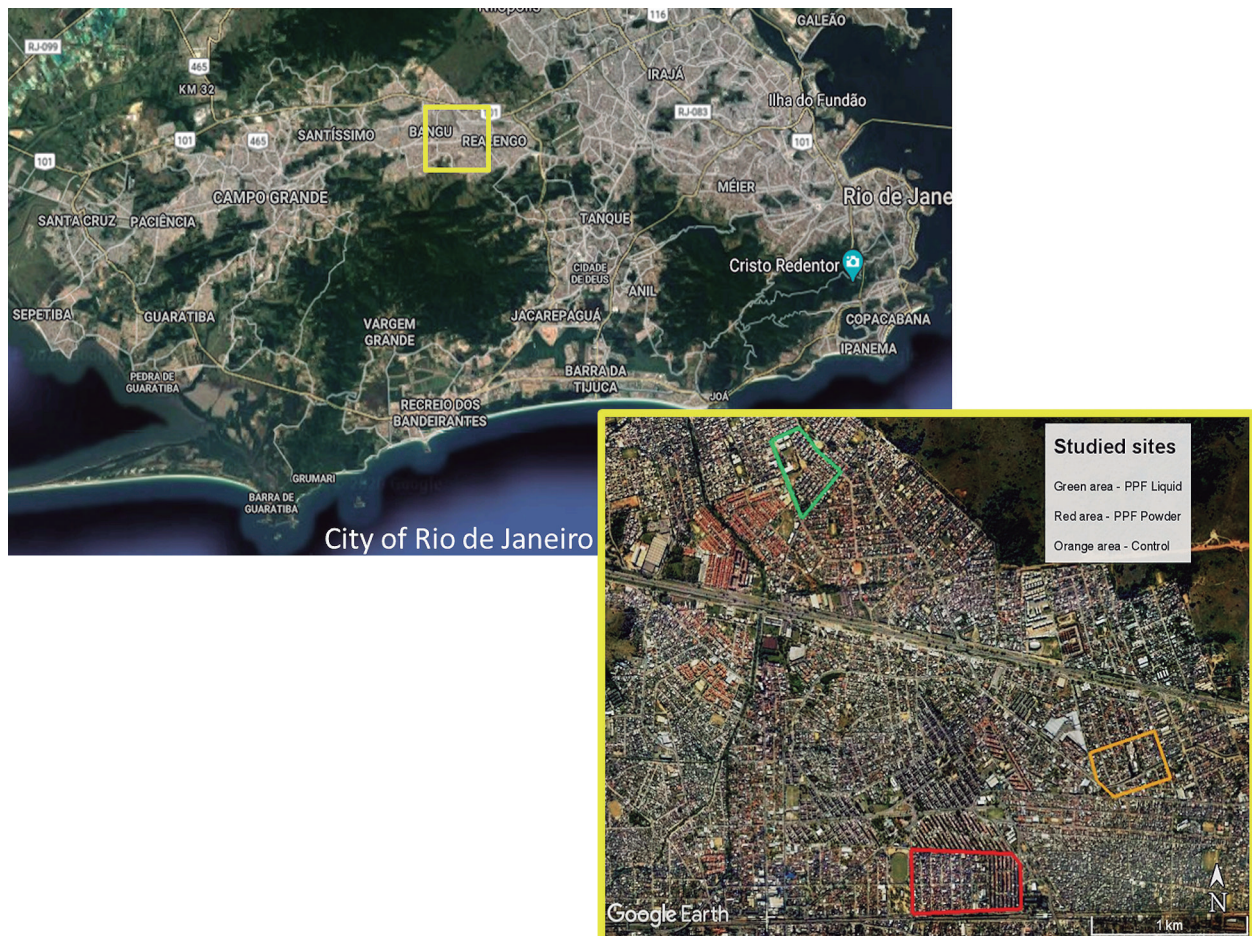 Nilópolis
116
GALEÃO
RJ-099
465
KM 32
IRAJÁ
Ilha do Fundão
RJ-083
101
101
465
SANTÍSSIMO
BANGU
REALENGO
101
101
CAMPO GRANDE
MÉIER
Rio de Jane
SANTA CRUZ
PACIÊNCIA
TANQUE
Cristo Redentor
CIDADE
DE DEUS
ANIL
SEPETIBA
GUARATIBA
VARGEM
GRANDE
JACAREPAGUÁ
COPACABANA
IPANEMA
PEDRA DE
GUARATIBA
BARRA DA
TIJUCA
JOÁ
RECREIO DOS
BANDEIRANTES
GRUMARI
BARRA DE
GUARATIBA
Google
City of Rio de Janeiro
Studied sites
Green area - PPF Liquid
Red area - PPF Powder
Orange area - Control
N
Google Earth
1 km